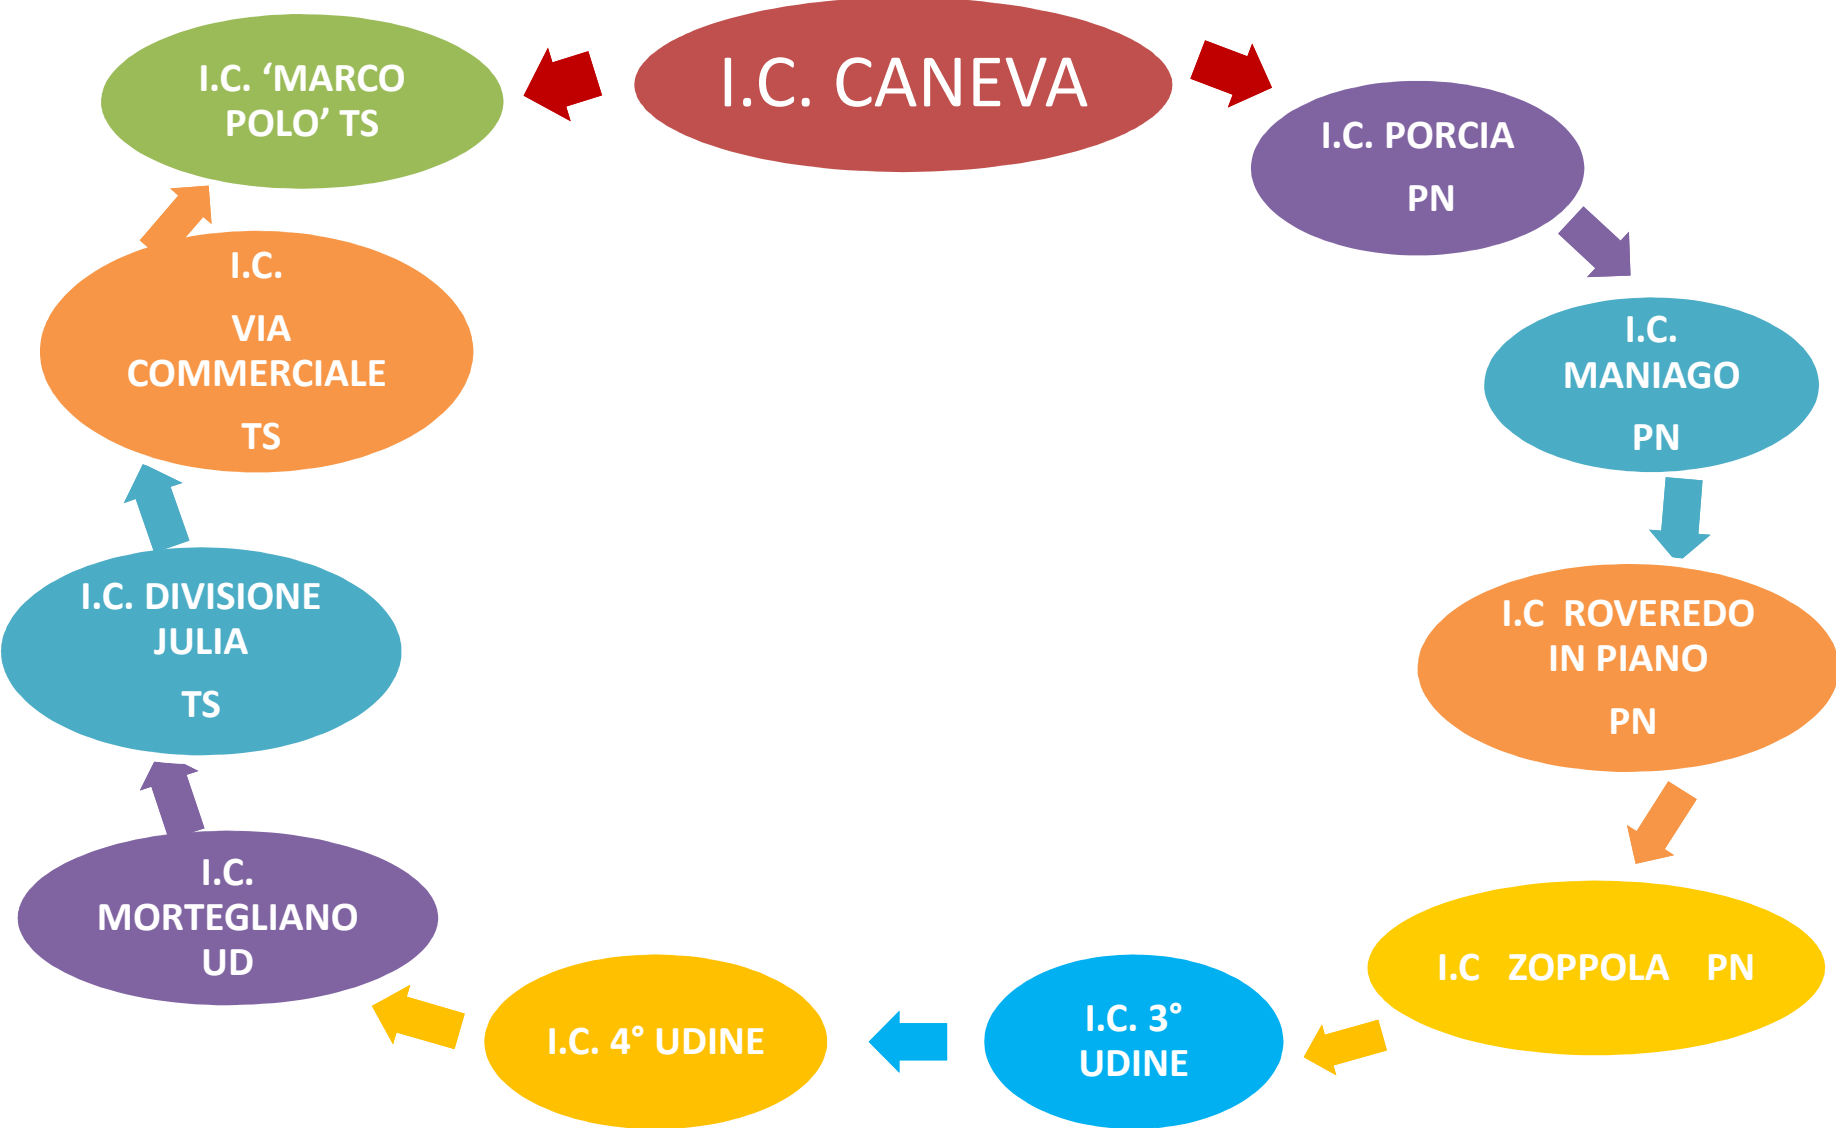 I.C. CANEVA
I.C. PORCIA
PN
I.C.
MANIAGO
PN
I.C  ROVEREDO
IN PIANO
PN
I.C   ZOPPOLA    PN
I.C. 3°
UDINE
I.C. 4° UDINE
I.C.
MORTEGLIANO
UD
I.C. DIVISIONE
JULIA
TS
I.C.
VIA
COMMERCIALE
TS
I.C. ‘MARCO
POLO’ TS